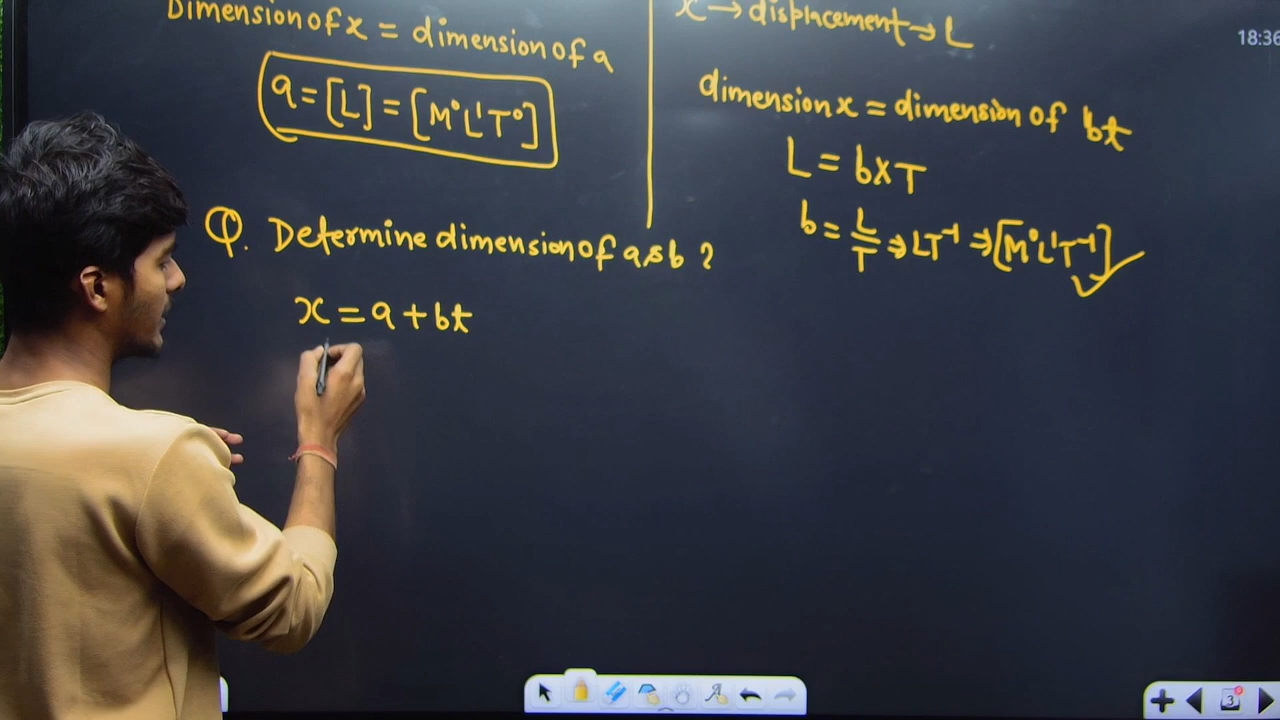 Dimension of x = dimension of a
a = [L] = [M⁰L¹T⁰]
Q. Determine dimension of a & b ?
x = a + bt
x → displacement → L
dimension x = dimension of bt
L = b x T
b = L/T ⇒ LT⁻¹ ⇒ [M⁰L¹T⁻¹]
18:36
3